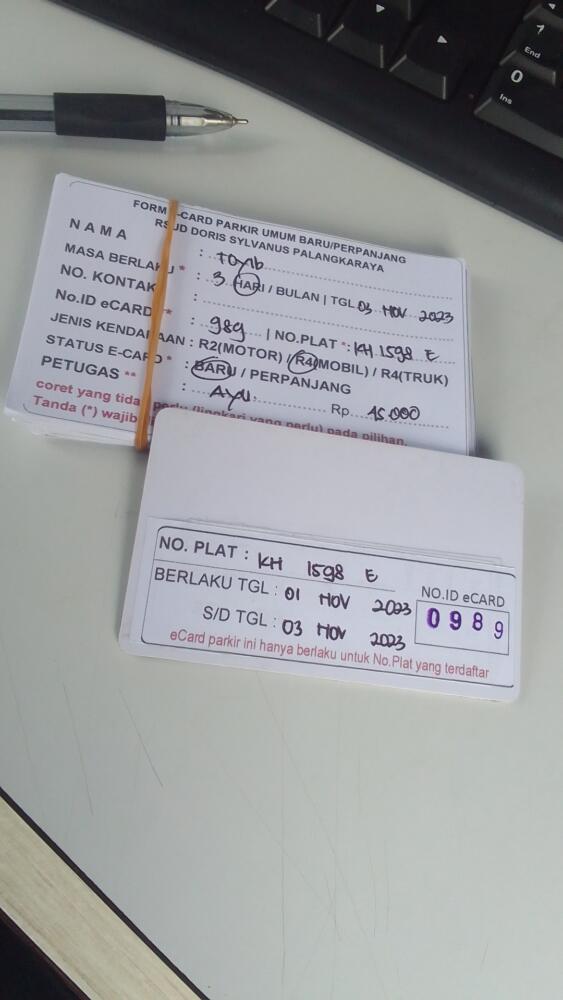 7
End
0
Ins
FORM E-CARD PARKIR UMUM BARU/PERPANJANG
RSUD DORIS SYLVANUS PALANGKARAYA
NAMA : Toyib
MASA BERLAKU * : 3 HARI / BULAN | TGL 03 NOV 2023
NO. KONTAK :
No.ID eCARD * : 989 | NO.PLAT * : KH 1598 E
JENIS KENDARAAN : R2(MOTOR) / R4(MOBIL) / R4(TRUK)
STATUS E-CARD * : BARU / PERPANJANG
PETUGAS ** : Ayu. Rp. 15.000
coret yang tidak perlu (lingkari yang perlu) pada pilihan.
Tanda (*) wajib
NO. PLAT : KH 1598 E
BERLAKU TGL : 01 NOV 2023
S/D TGL : 03 NOV 2023
NO.ID eCARD
0989
eCard parkir ini hanya berlaku untuk No.Plat yang terdaftar